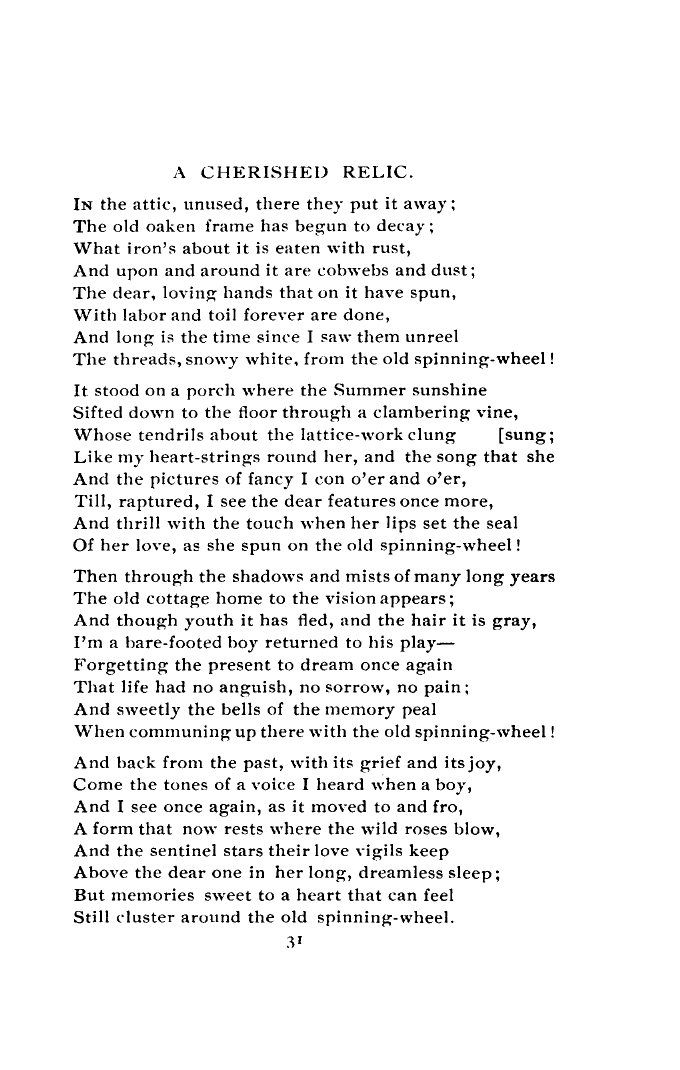 A CHERISHED RELIC.
IN the attic, unused, there they put it away;
The old oaken frame has begun to decay;
What iron's about it is eaten with rust,
And upon and around it are cobwebs and dust;
The dear, loving hands that on it have spun,
With labor and toil forever are done,
And long is the time since I saw them unreel
The threads, snowy white, from the old spinning-wheel!
It stood on a porch where the Summer sunshine
Sifted down to the floor through a clambering vine,
Whose tendrils about the lattice-work clung [sung;
Like my heart-strings round her, and the song that she
And the pictures of fancy I con o'er and o'er,
Till, raptured, I see the dear features once more,
And thrill with the touch when her lips set the seal
Of her love, as she spun on the old spinning-wheel!
Then through the shadows and mists of many long years
The old cottage home to the vision appears;
And though youth it has fled, and the hair it is gray,
I'm a bare-footed boy returned to his play—
Forgetting the present to dream once again
That life had no anguish, no sorrow, no pain;
And sweetly the bells of the memory peal
When communing up there with the old spinning-wheel!
And back from the past, with its grief and its joy,
Come the tones of a voice I heard when a boy,
And I see once again, as it moved to and fro,
A form that now rests where the wild roses blow,
And the sentinel stars their love vigils keep
Above the dear one in her long, dreamless sleep;
But memories sweet to a heart that can feel
Still cluster around the old spinning-wheel.
31